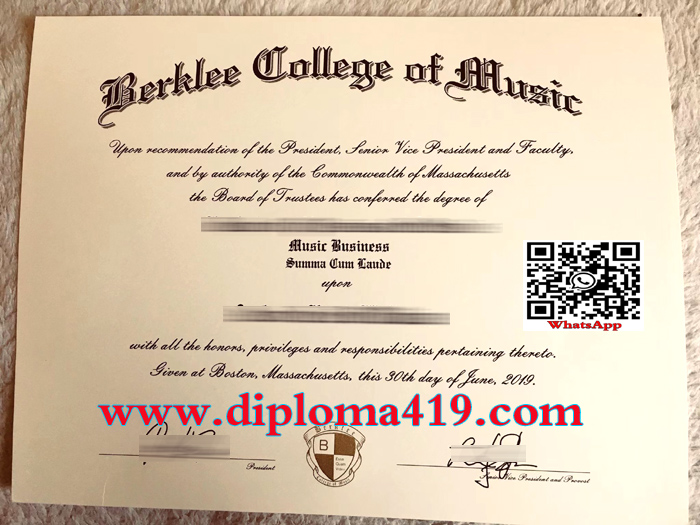 Berklee College of Music
Upon recommendation of the President, Senior Vice President and Faculty,
and by authority of the Commonwealth of Massachusetts
the Board of Trustees has conferred the degree of
Music Business
Summa Cum Laude
upon
WhatsApp
with all the honors, privileges and responsibilities pertaining thereto.
Given at Boston, Massachusetts, this 30th day of June, 2019.
www.diploma419.com
Berklee
B
President
Senior Vice President and Provost